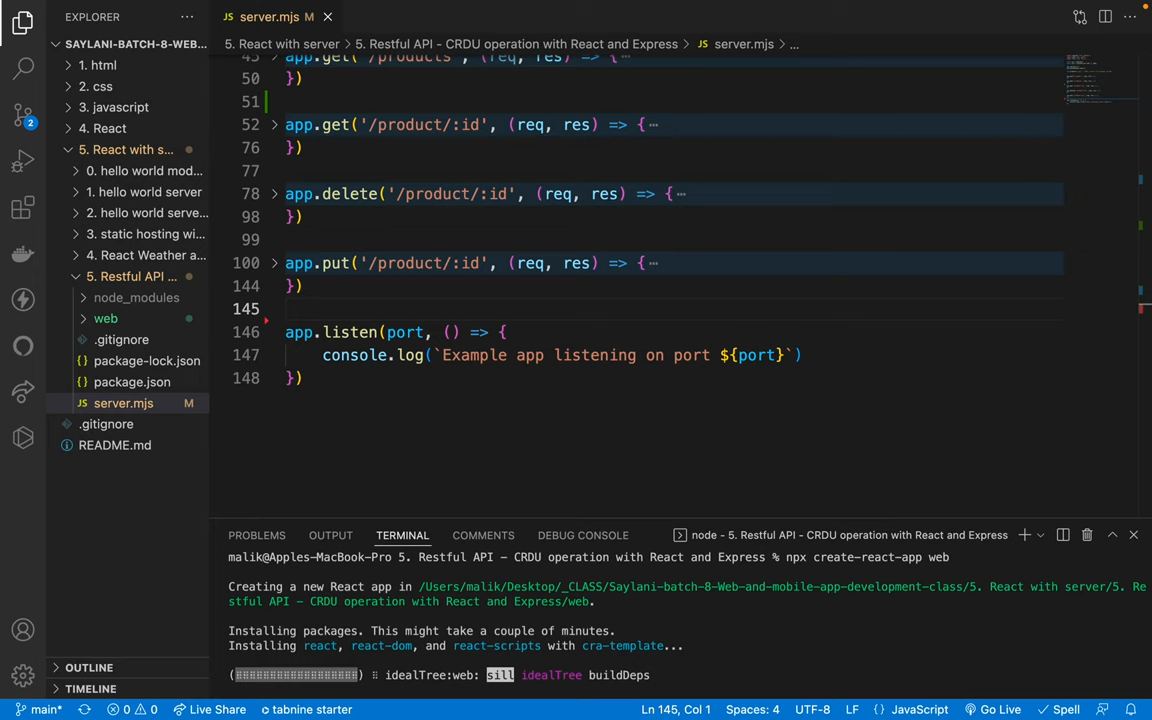 EXPLORER
SAYLANI-BATCH-8-WEB...
1. html
2. css
3. javascript
4. React
5. React with s...
0. hello world mod...
1. hello world server
2. hello world serve...
3. static hosting wi...
4. React Weather a...
5. Restful API ...
node_modules
web
.gitignore
package-lock.json
package.json
server.mjs M
.gitignore
README.md
OUTLINE
TIMELINE
2
JS server.mjs M
5. React with server > 5. Restful API - CRDU operation with React and Express > JS server.mjs > ...
app.get('/products', (req, res) => {
50 })
51
52 app.get('/product/:id', (req, res) => {
76 })
77
78 app.delete('/product/:id', (req, res) => {
98 })
99
100 app.put('/product/:id', (req, res) => {
144 })
145
146 app.listen(port, () => {
147 console.log(`Example app listening on port ${port}`)
148 })
PROBLEMS OUTPUT TERMINAL COMMENTS DEBUG CONSOLE node - 5. Restful API - CRDU operation with React and Express
malik@Apples-MacBook-Pro 5. Restful API - CRDU operation with React and Express % npx create-react-app web
Creating a new React app in /Users/malik/Desktop/_CLASS/Saylani-batch-8-Web-and-mobile-app-development-class/5. React with server/5. Re
stful API - CRDU operation with React and Express/web.
Installing packages. This might take a couple of minutes.
Installing react, react-dom, and react-scripts with cra-template...
idealTree:web: sill idealTree buildDeps
main* 0 0 Live Share tabnine starter Ln 145, Col 1 Spaces: 4 UTF-8 LF {} JavaScript Go Live Spell